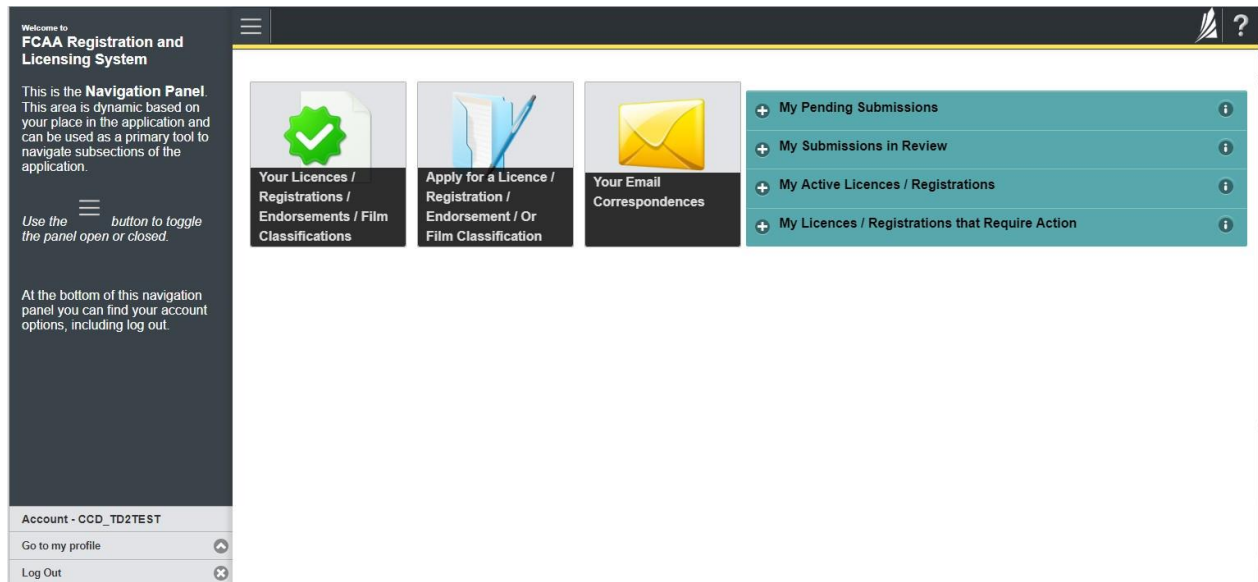 Welcome to
FCAA Registration and
Licensing System
This is the Navigation Panel.
This area is dynamic based on
your place in the application and
can be used as a primary tool to
navigate subsections of the
application.
Use the button to toggle
the panel open or closed.
At the bottom of this navigation
panel you can find your account
options, including log out.
Account - CCD_TD2TEST
Go to my profile
Log Out
?
Your Licences /
Registrations /
Endorsements / Film
Classifications
Apply for a Licence /
Registration /
Endorsement / Or
Film Classification
Your Email
Correspondences
My Pending Submissions
My Submissions in Review
My Active Licences / Registrations
My Licences / Registrations that Require Action